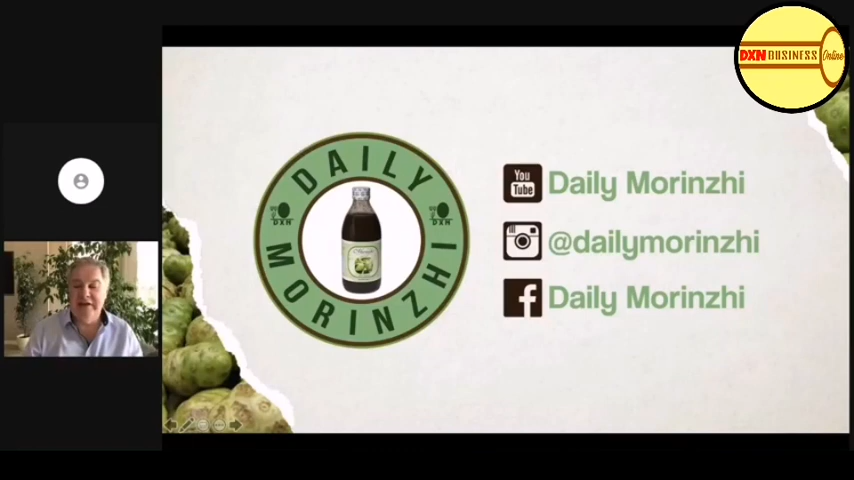 DXN BUSINESS Online
DAILY
DXN
DXN
MORINZHI
You
Tube
Daily Morinzhi
@dailymorinzhi
Daily Morinzhi